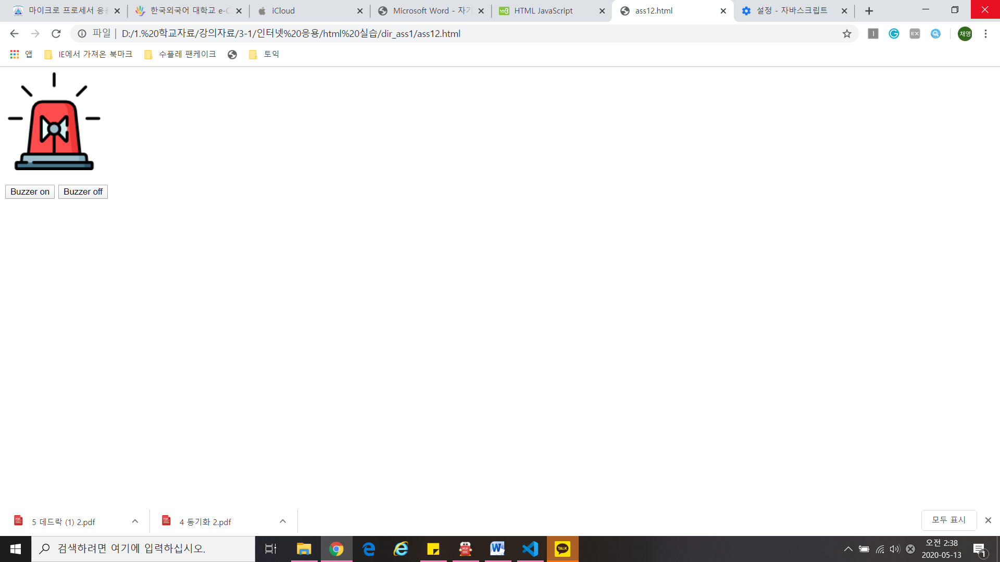 마이크로 프로세서 응용
한국외국어 대학교 e-C
iCloud
Microsoft Word - 자기
HTML JavaScript
ass12.html
설정 - 자바스크립트
파일 | D:/1.%20학교자료/강의자료/3-1/인터넷%20응용/html%20실습/dir_ass1/ass12.html
EX
채영
앱
IE에서 가져온 북마크
수플레 팬케이크
토익
Buzzer on
Buzzer off
5 데드락 (1) 2.pdf
4 동기화 2.pdf
모두 표시
검색하려면 여기에 입력하십시오.
TALK
오전 2:38
2020-05-13
1